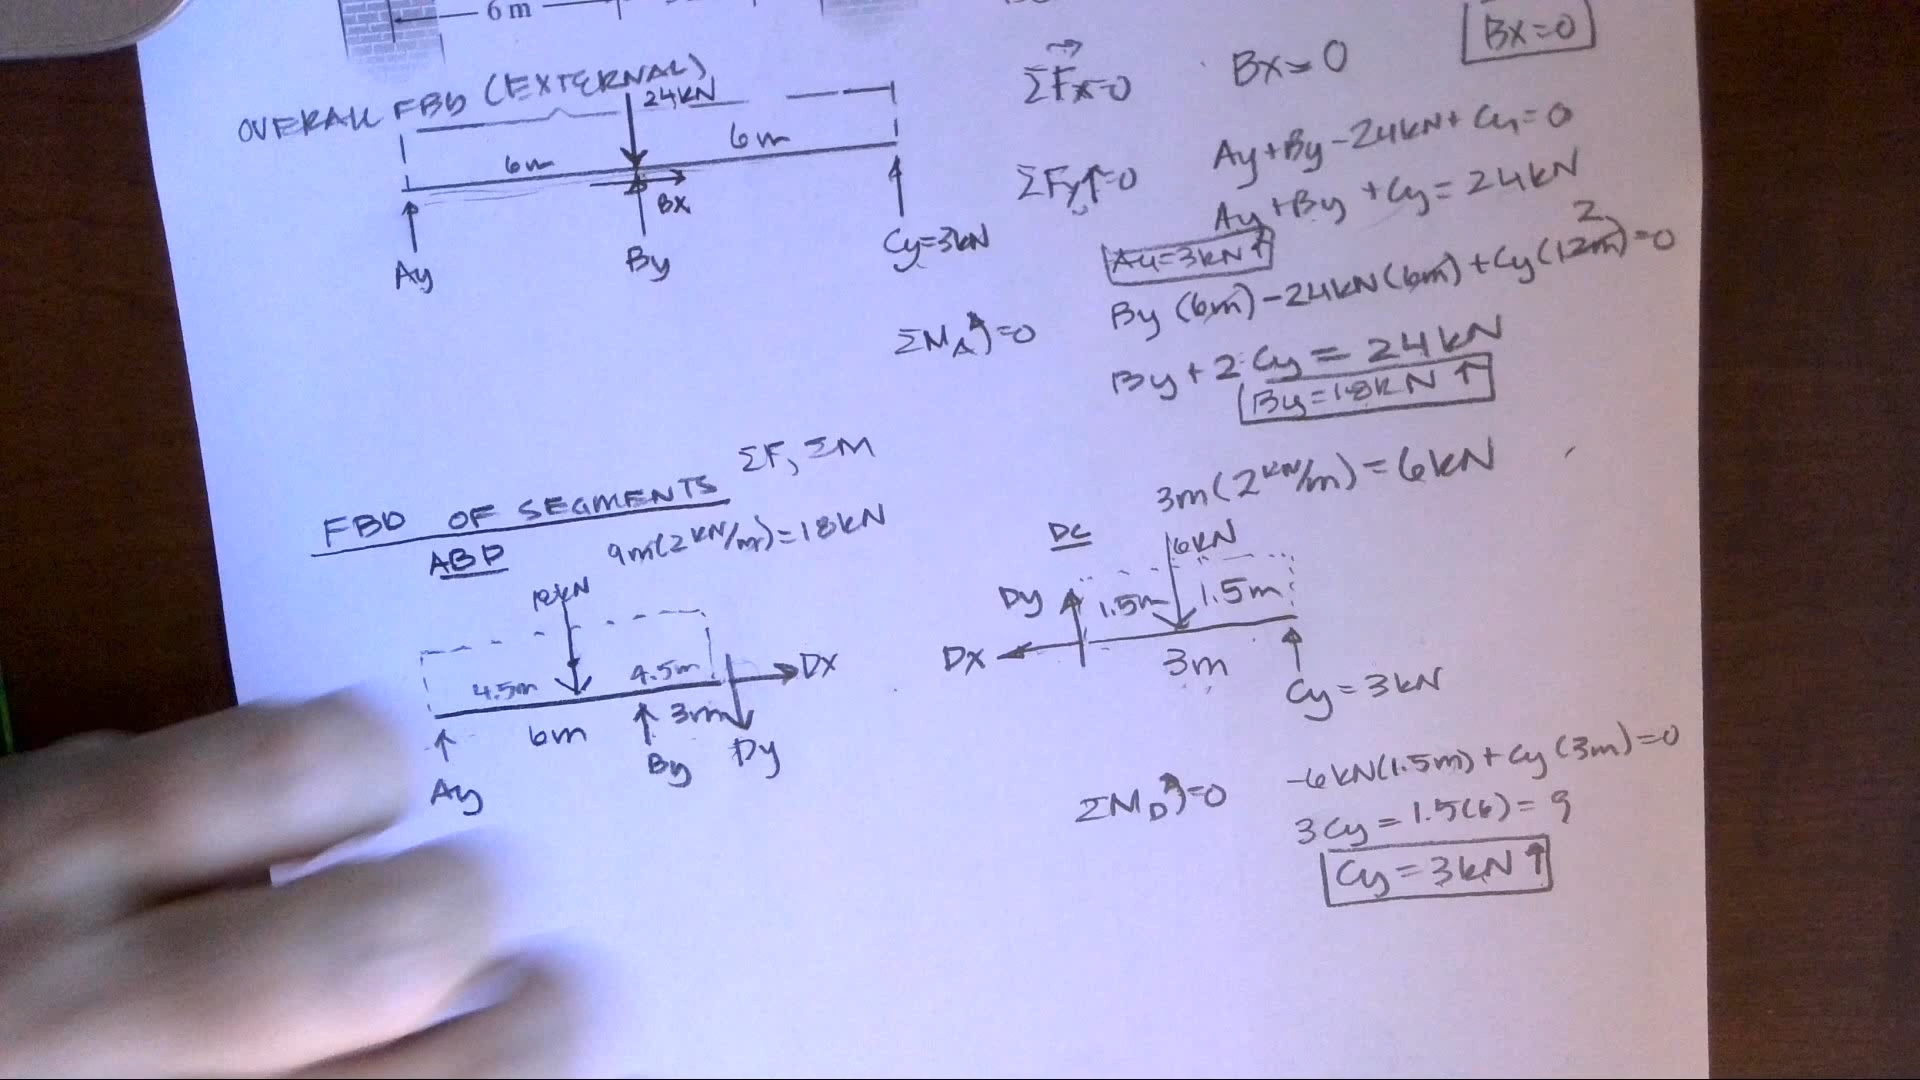 6 m
OVERALL FBD (EXTERNAL)
24KN
6m
6m
Bx
Ay
By
Cy=3kN
ΣFx=0
Bx=0
Bx=0
ΣFy↑=0
Ay+By-24kN+Cy=0
Ay+By+Cy=24kN
Ay=3kN↑
ΣMA)=0
By(6m)-24kN(6m)+Cy(12m)=0
2
By+2·Cy=24kN
By=18kN↑
FBD OF SEGMENTS
ΣF, ΣM
ABD
9m(2kN/m)=18kN
18kN
4.5m
4.5m
DX
6m
3m
Ay
By
Dy
3m(2kN/m)=6kN
DC
6kN
Dy
1.5m
1.5m
DX
3m
Cy=3kN
ΣMD)=0
-6kN(1.5m)+Cy(3m)=0
3Cy=1.5(6)=9
Cy=3kN↑